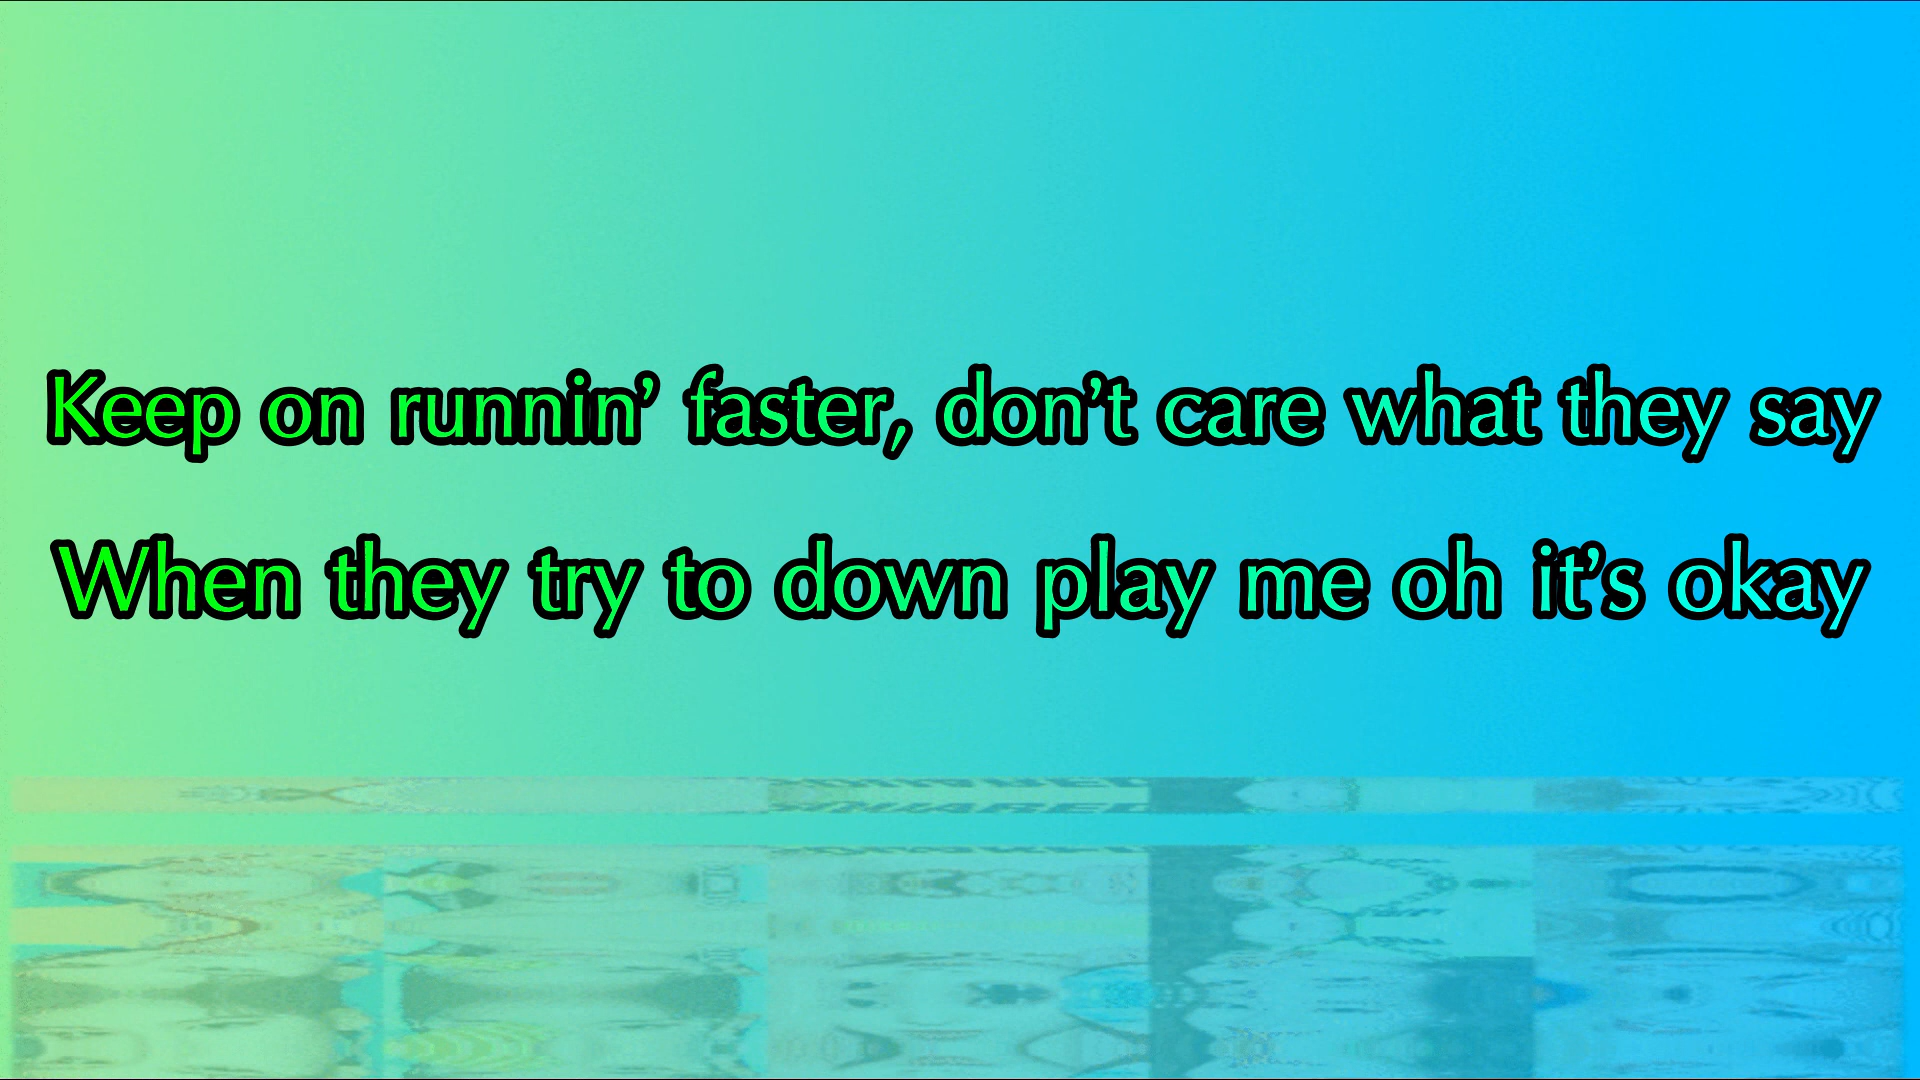 Keep on runnin’ faster, don’t care what they say
When they try to down play me oh it’s okay